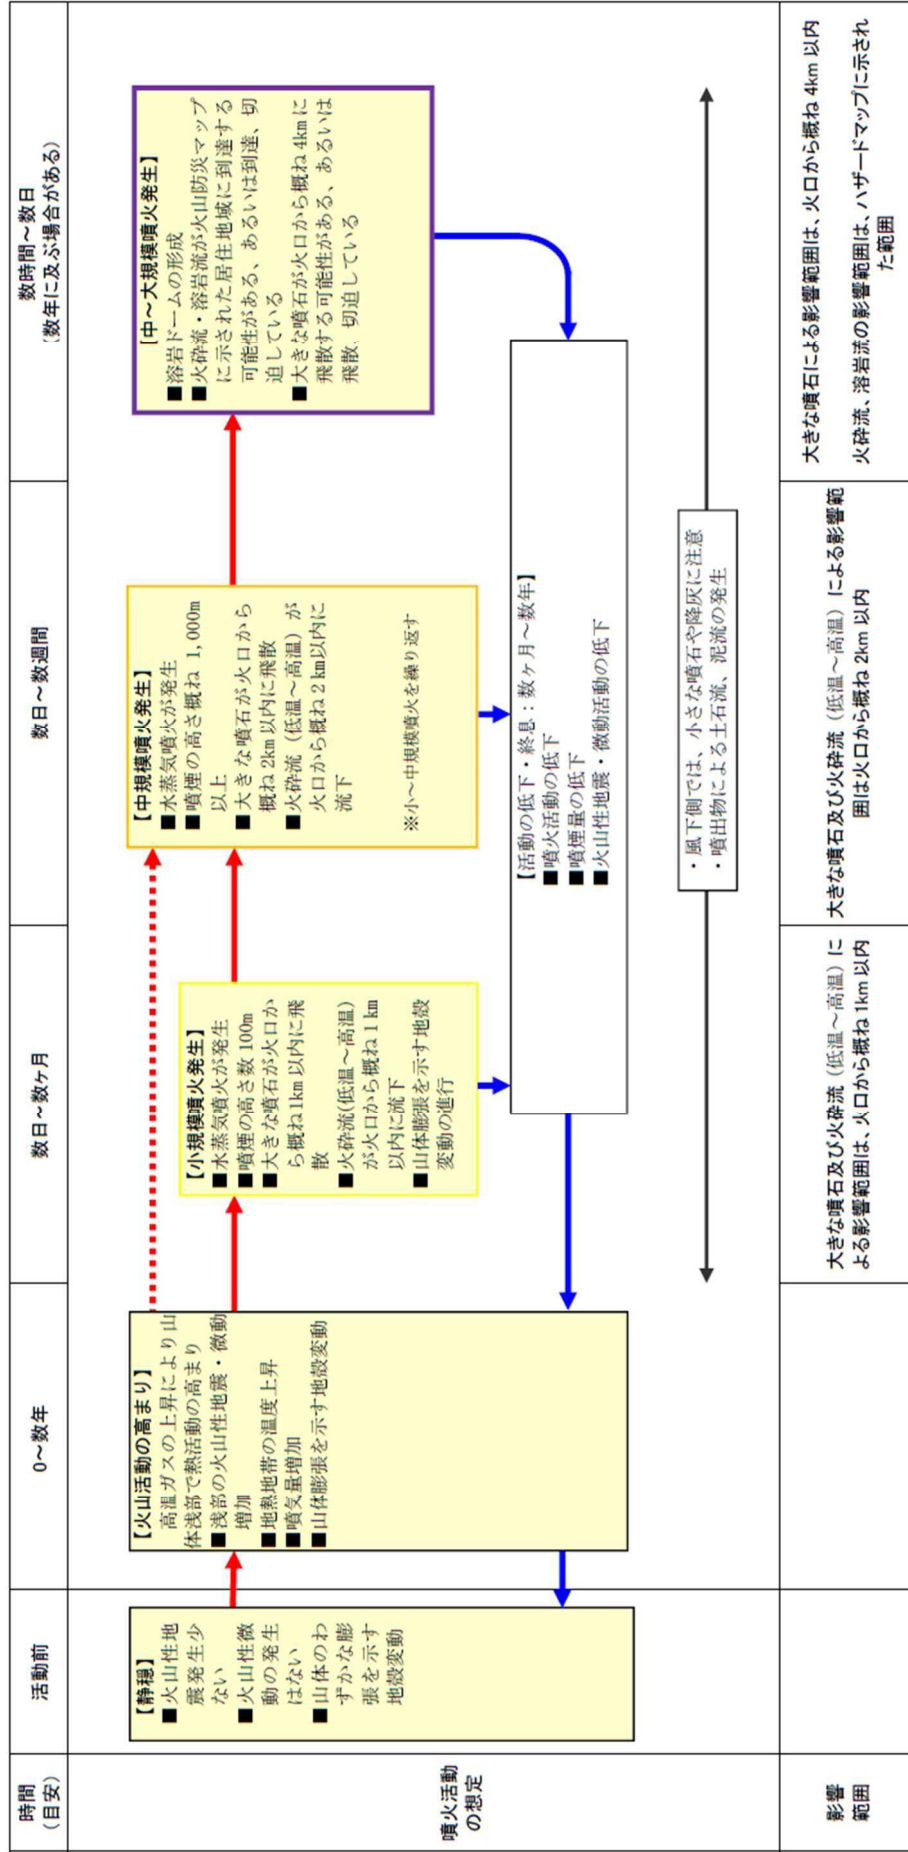 時間
（目安）
活動前
0～数年
数日～数ヶ月
数日～数週間
数時間～数日
（数年に及ぶ場合がある）
噴火活動
の想定
【静穏】
■火山性地
震発生少
ない
■火山性微
動の発生
はない
■山体のわ
ずかな膨
張を示す
地殻変動
【火山活動の高まり】
高温ガスの上昇により山
体浅部で熱活動の高まり
■浅部の火山性地震・微動
増加
■地熱地帯の温度上昇
■噴気量増加
■山体膨張を示す地殻変動
【小規模噴火発生】
■水蒸気噴火が発生
■噴煙の高さ数100m
■大きな噴石が火口か
ら概ね1km以内に飛
散
■火砕流(低温～高温)
が火口から概ね1km
以内に流下
■山体膨張を示す地殻
変動の進行
【中規模噴火発生】
■水蒸気噴火が発生
■噴煙の高さ概ね 1,000m
以上
■大きな噴石が火口から
概ね 2km 以内に飛散
■火砕流（低温～高温）が
火口から概ね2km以内に
流下
※小～中規模噴火を繰り返す
【中～大規模噴火発生】
■溶岩ドームの形成
■火砕流・溶岩流が火山防災マップ
に示された居住地域に到達する
可能性がある、あるいは到達、切
迫している
■大きな噴石が火口から概ね4kmに
飛散する可能性がある、あるいは
飛散、切迫している
【活動の低下・終息：数ヶ月～数年】
■噴火活動の低下
■噴煙量の低下
■火山性地震・微動活動の低下
・風下側では、小さな噴石や降灰に注意
・噴出物による土石流、泥流の発生
影響
範囲
大きな噴石及び火砕流（低温～高温）に
よる影響範囲は、火口から概ね1km以内
大きな噴石及び火砕流（低温～高温）による影響範
囲は火口から概ね2km以内
大きな噴石による影響範囲は、火口から概ね4km以内
火砕流、溶岩流の影響範囲は、ハザードマップに示され
た範囲